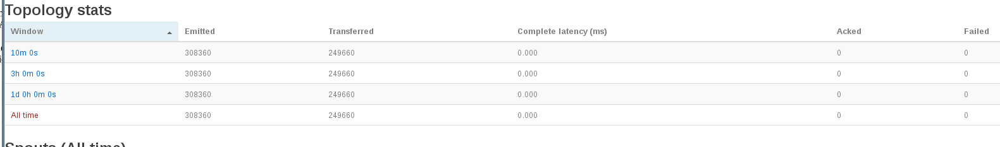 Topology stats
Window Emitted Transferred Complete latency (ms) Acked Failed
10m 0s 308360 249660 0.000 0 0
3h 0m 0s 308360 249660 0.000 0 0
1d 0h 0m 0s 308360 249660 0.000 0 0
All time 308360 249660 0.000 0 0
Spouts (All time)